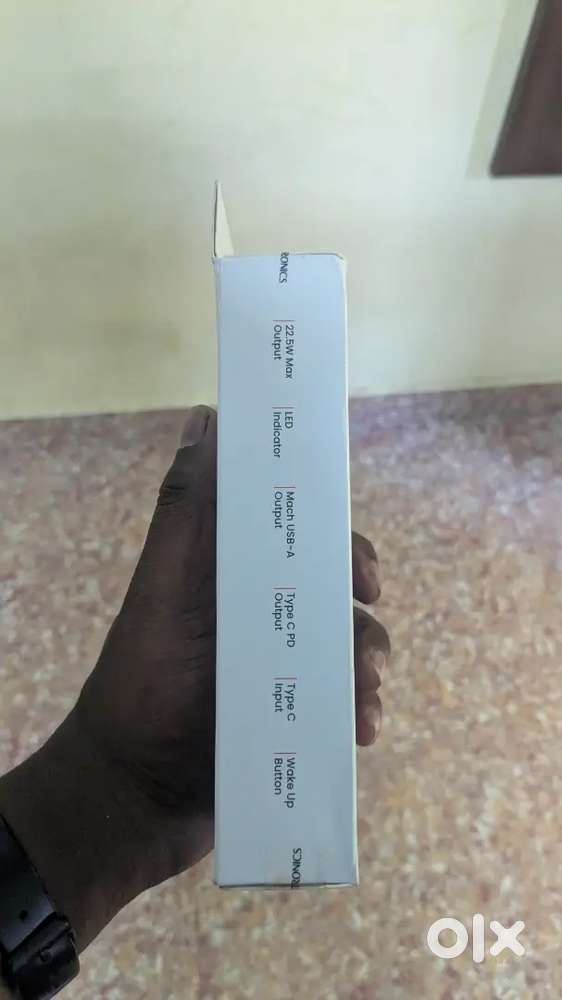 RONICS
22.5W Max
Output
LED
Indicator
Mach USB-A
Output
Type C PD
Output
Type C
Input
Wake Up
Button
TRONICS
olx